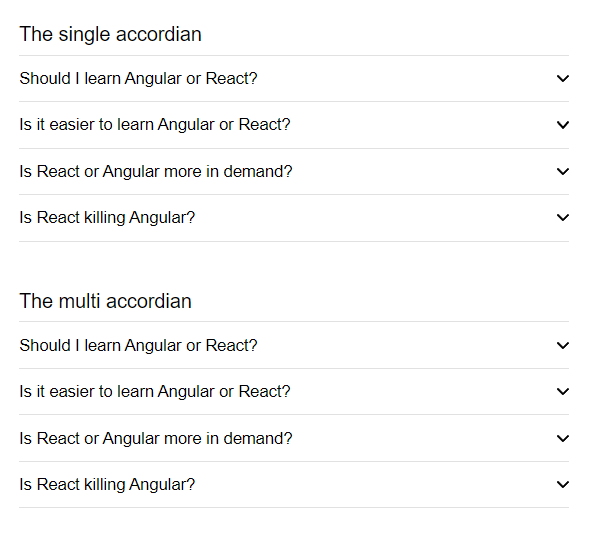 The single accordian
Should I learn Angular or React?
Is it easier to learn Angular or React?
Is React or Angular more in demand?
Is React killing Angular?
The multi accordian
Should I learn Angular or React?
Is it easier to learn Angular or React?
Is React or Angular more in demand?
Is React killing Angular?